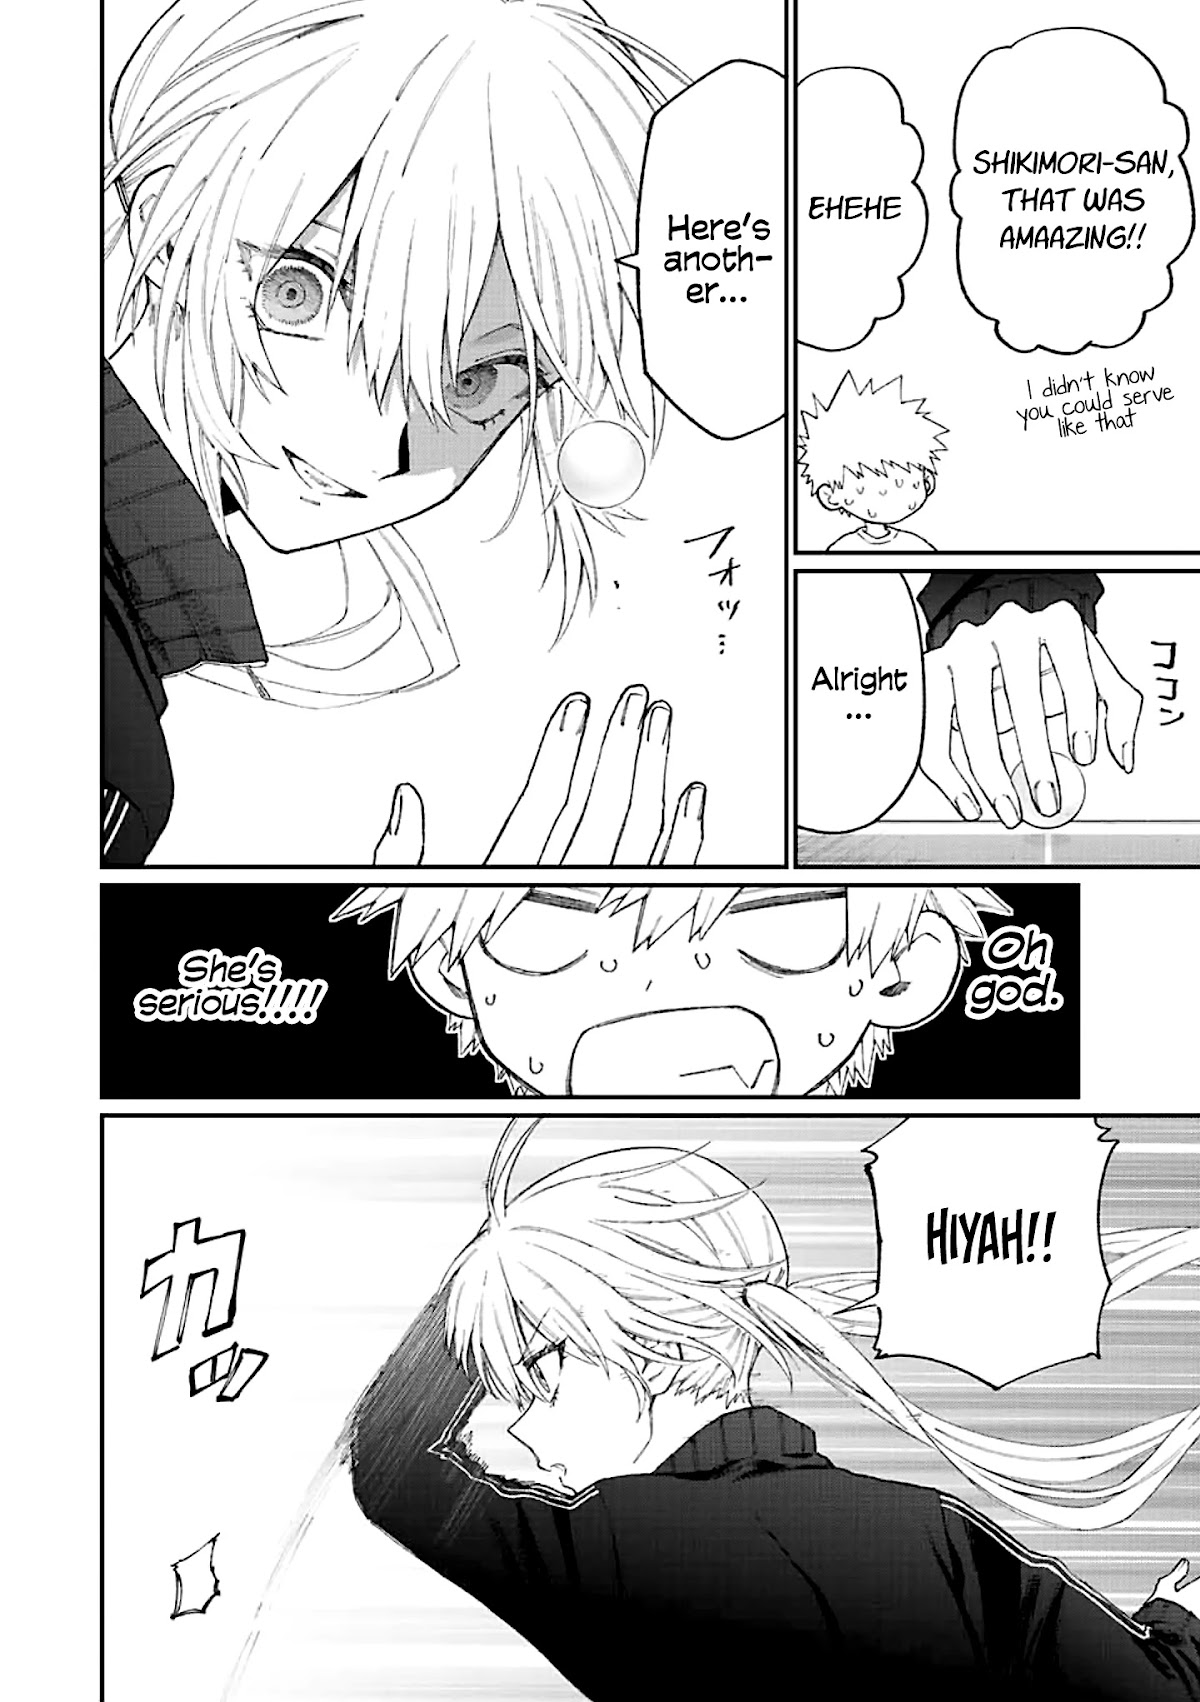 SHIKIMORI-SAN,
THAT WAS
AMAAZING!!
I didn't know
you could serve
like that
EHEHE
Alright
...
ココン
Here's
anoth-
er...
フォッ…
Oh
god.
She's
serious!!!!
HIYAH!!
カッ